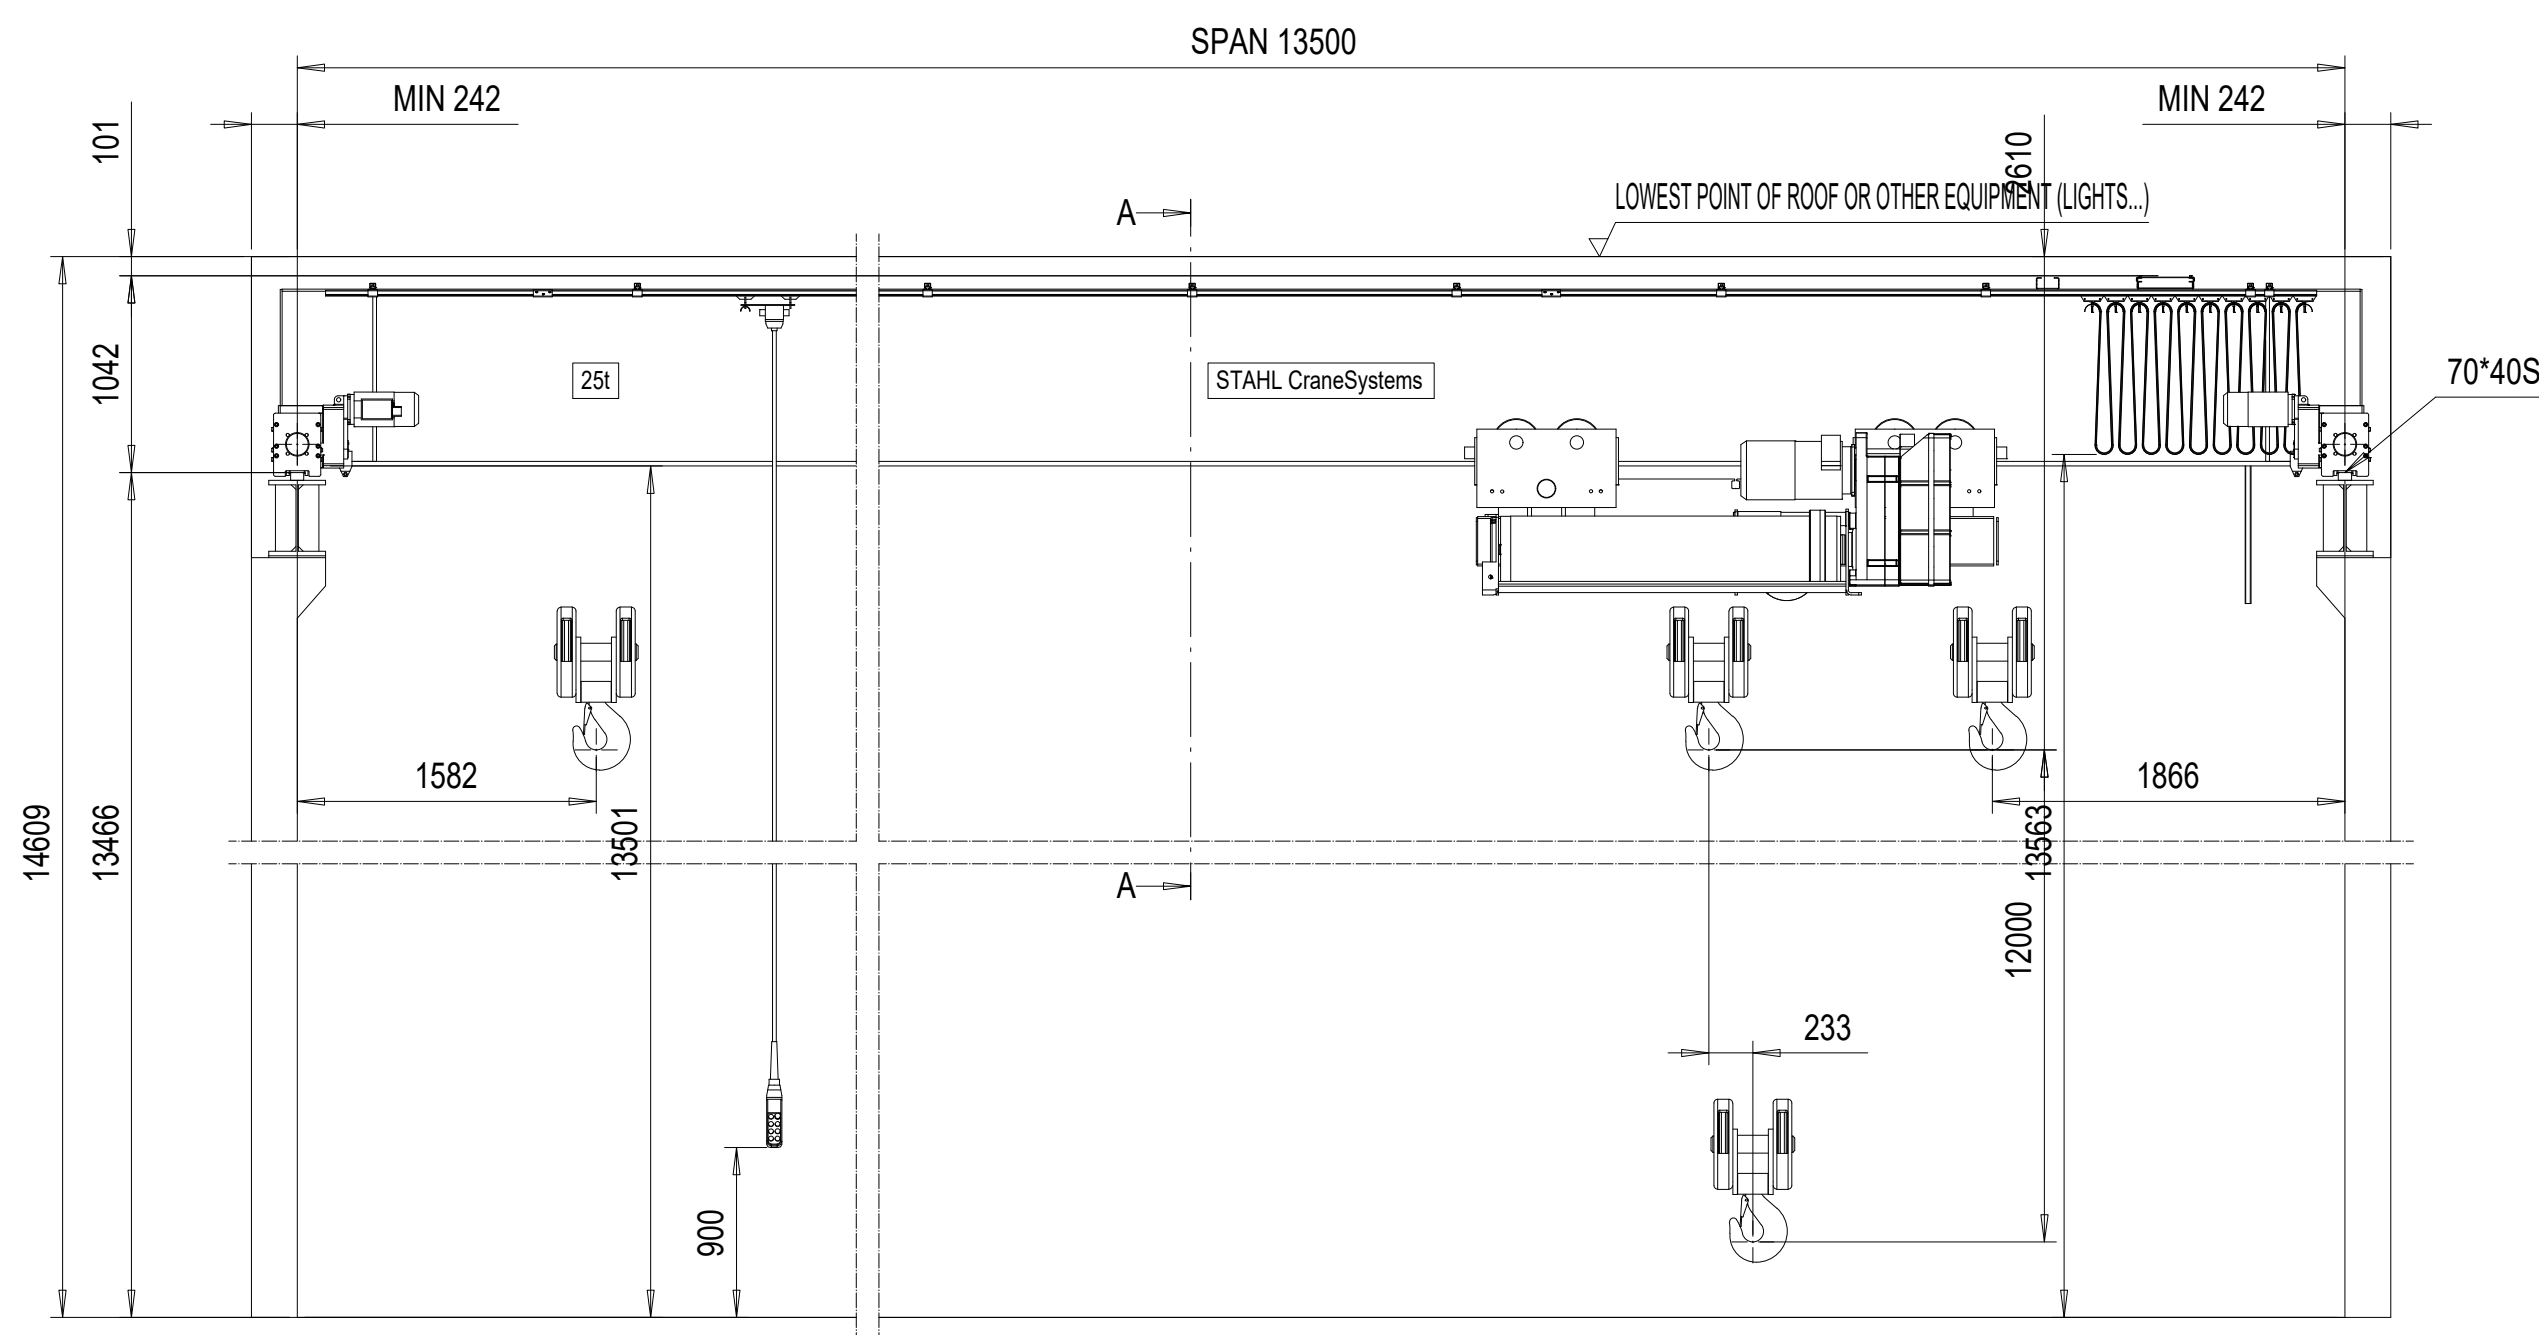 SPAN 13500
MIN 242
MIN 242
101
2610
LOWEST POINT OF ROOF OR OTHER EQUIPMENT (LIGHTS...)
A
1042
25t
STAHL CraneSystems
70*40S
1582
1866
14609
13466
13501
13563
A
12000
233
900